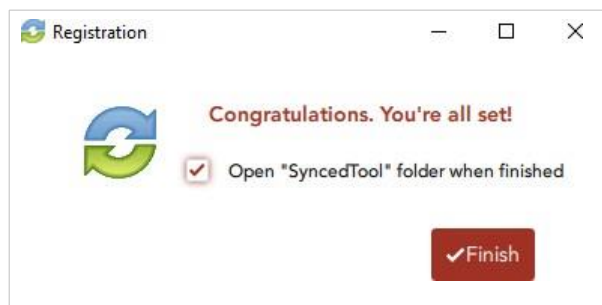 Registration
Congratulations. You're all set!
Open "SyncedTool" folder when finished
Finish